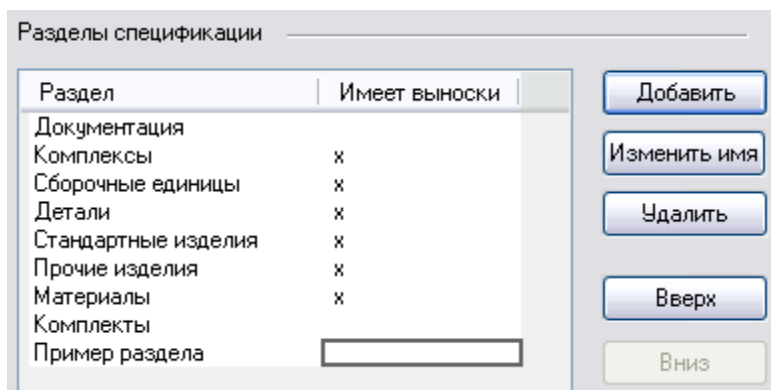 Разделы спецификации
Раздел Имеет выноски
Документация
Комплексы x
Сборочные единицы x
Детали x
Стандартные изделия x
Прочие изделия x
Материалы x
Комплекты
Пример раздела
Добавить
Изменить имя
Удалить
Вверх
Вниз